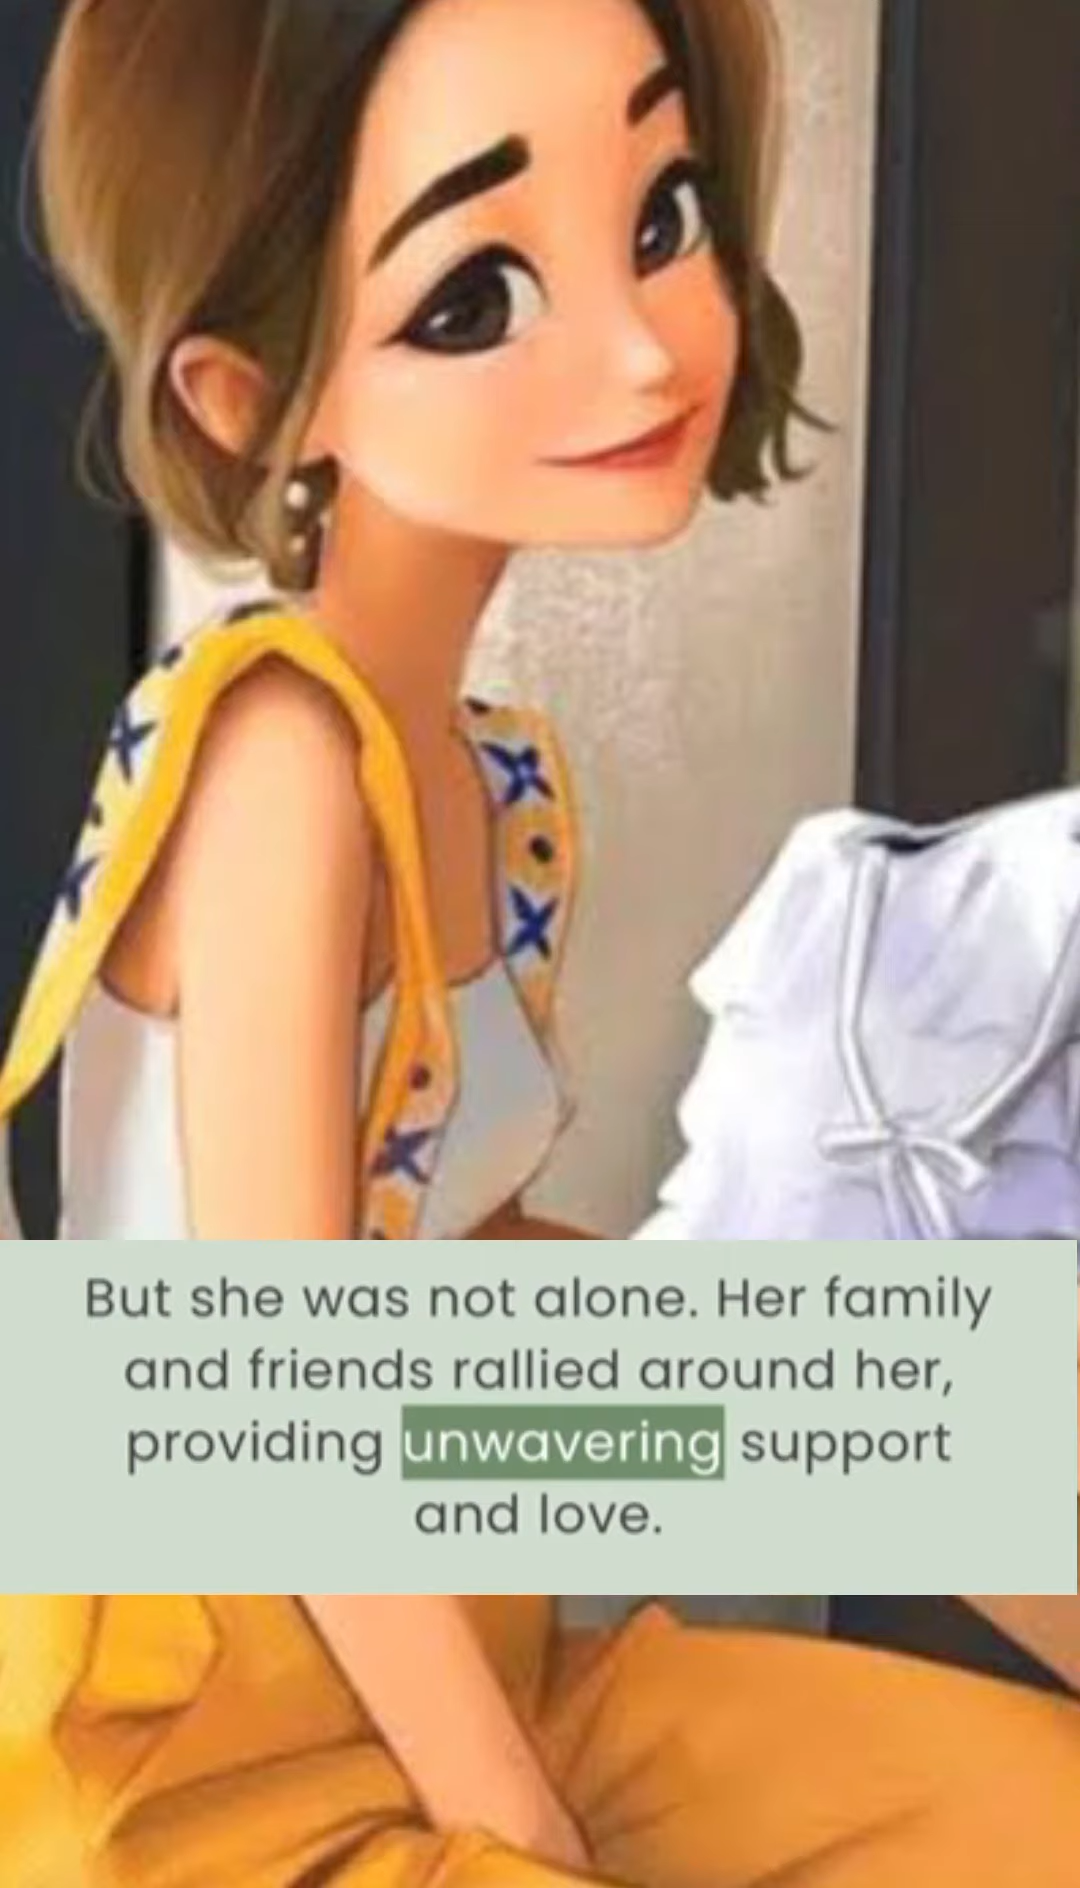 But she was not alone. Her family
and friends rallied around her,
providing unwavering support
and love.